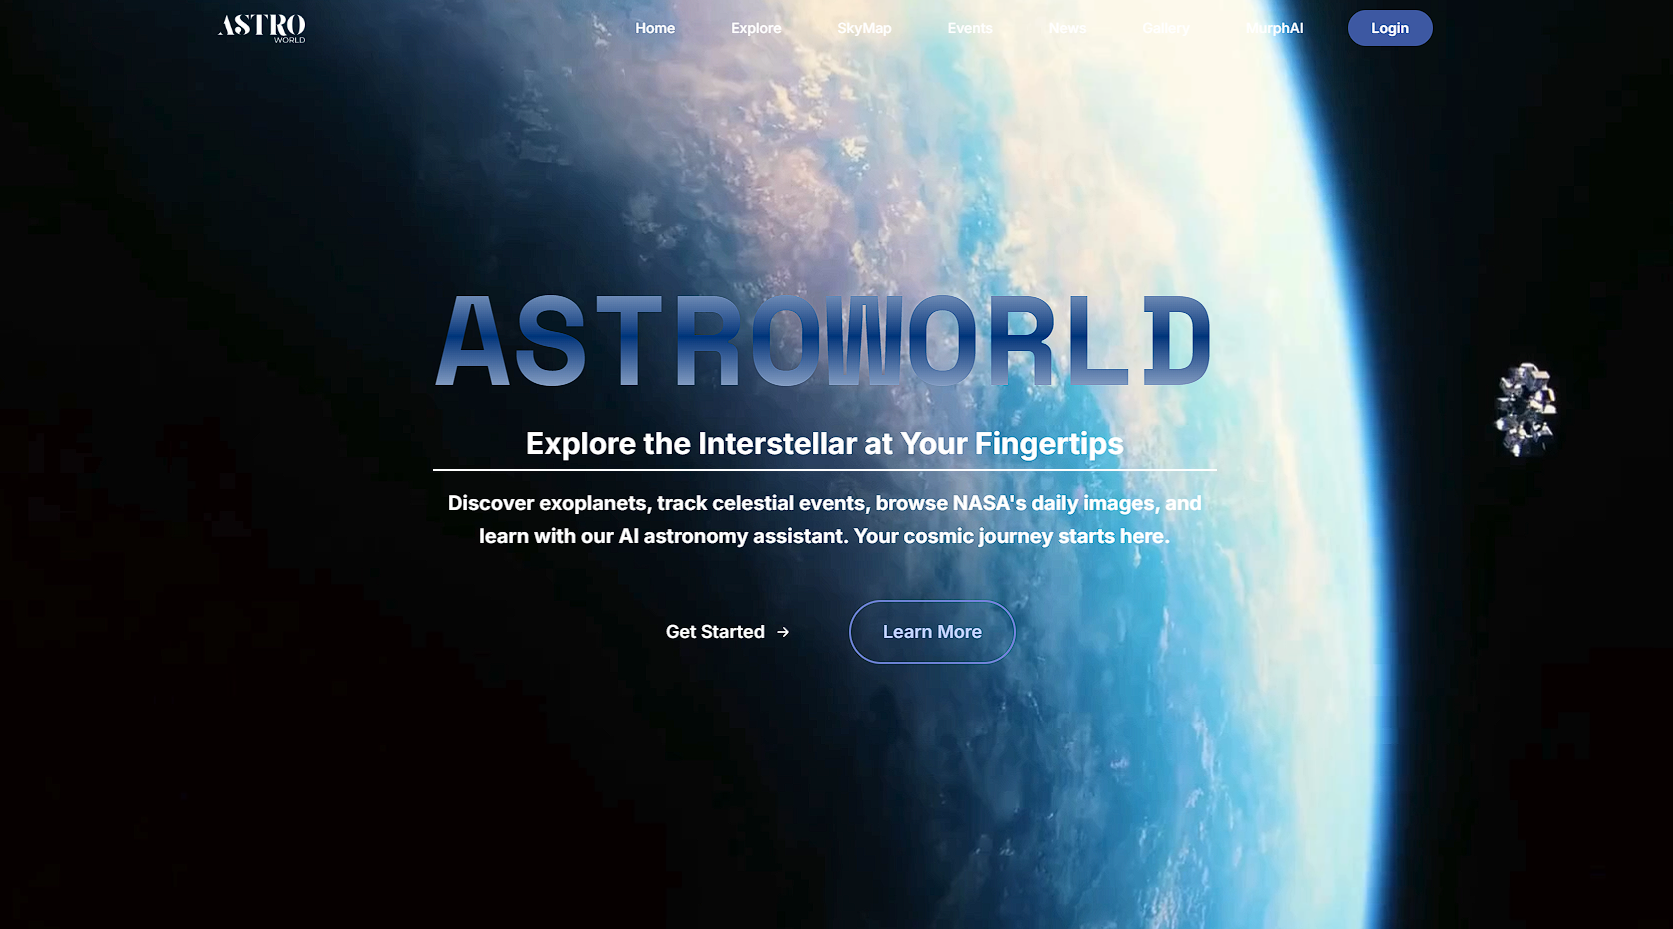 ASTRO
WORLD
Home Explore SkyMap Events News Gallery MurphAI Login
ASTROWORLD
Explore the Interstellar at Your Fingertips
Discover exoplanets, track celestial events, browse NASA's daily images, and
learn with our AI astronomy assistant. Your cosmic journey starts here.
Get Started → Learn More